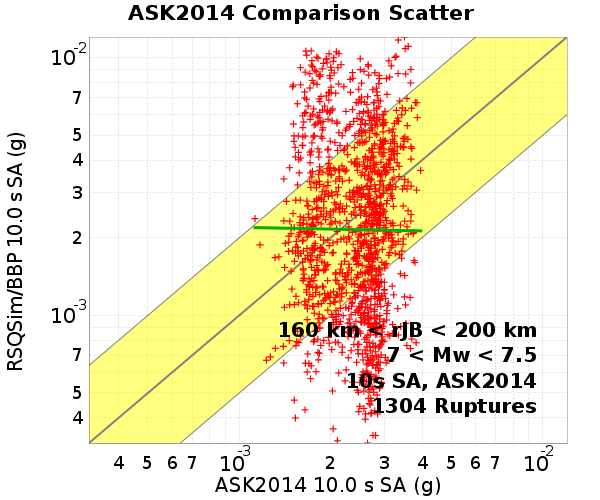 ASK2014 Comparison Scatter
RSQSim/BBP 10.0 s SA (g)
10-2
7
5
4
3
2
10-3
7
5
4
160 km < rJB < 200 km
7 < Mw < 7.5
10s SA, ASK2014
1304 Ruptures
4 5 6 7 10-3 2 3 4 5 6 7 10-2
ASK2014 10.0 s SA (g)